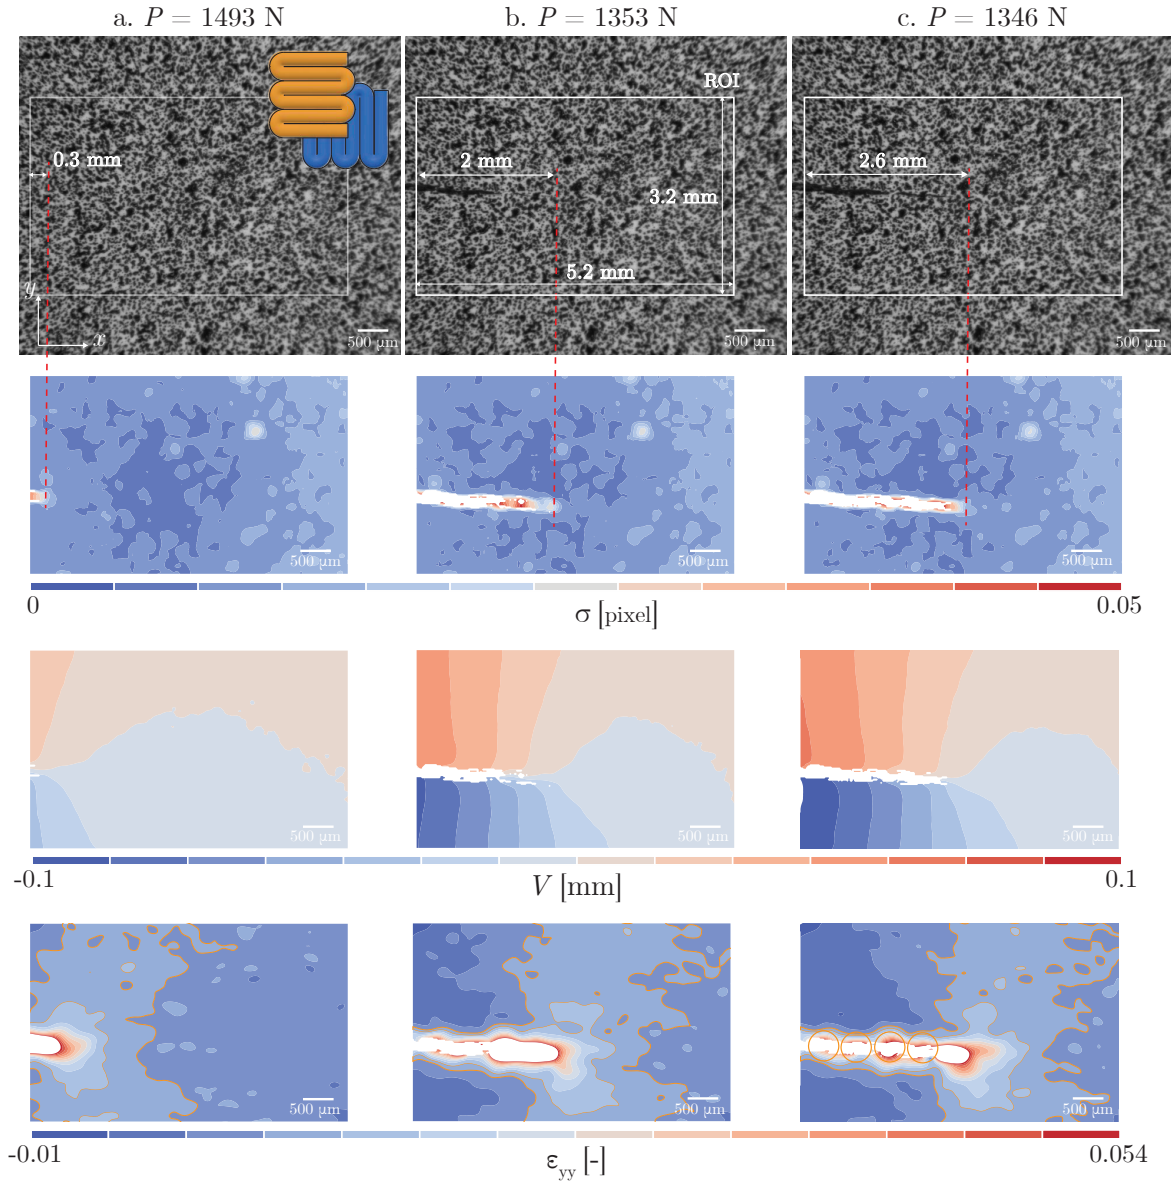 a. P = 1493 N
b. P = 1353 N
c. P = 1346 N
ROI
0.3 mm
2 mm
2.6 mm
3.2 mm
5.2 mm
y
x
500 µm
500 µm
500 µm
500 µm
500 µm
500 µm
0
0.05
σ [pixel]
500 µm
500 µm
500 µm
-0.1
0.1
V [mm]
500 µm
500 µm
500 µm
-0.01
0.054
εyy [-]